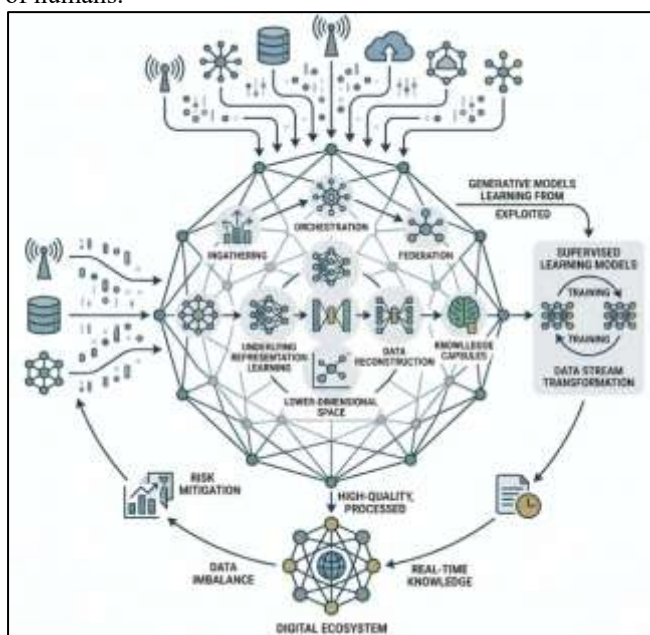 of humans.
GENERATIVE MODELS
LEARNING FROM
EXPLOITED
ORCHESTRATION
INGATHERING
FEDERATION
SUPERVISED
LEARNING MODELS
TRAINING
TRAINING
DATA STREAM
TRANSFORMATION
UNDERLYING
REPRESENTATION
LEARNING
DATA
RECONSTRUCTION
KNOWLLEDGE
CAPSULES
LOWER-DIMENSIONAL
SPACE
RISK
MITIGATION
HIGH-QUALITY,
PROCESSED
DATA
IMBALANCE
REAL-TIME
KNOWLEDGE
DIGITAL ECOSYSTEM